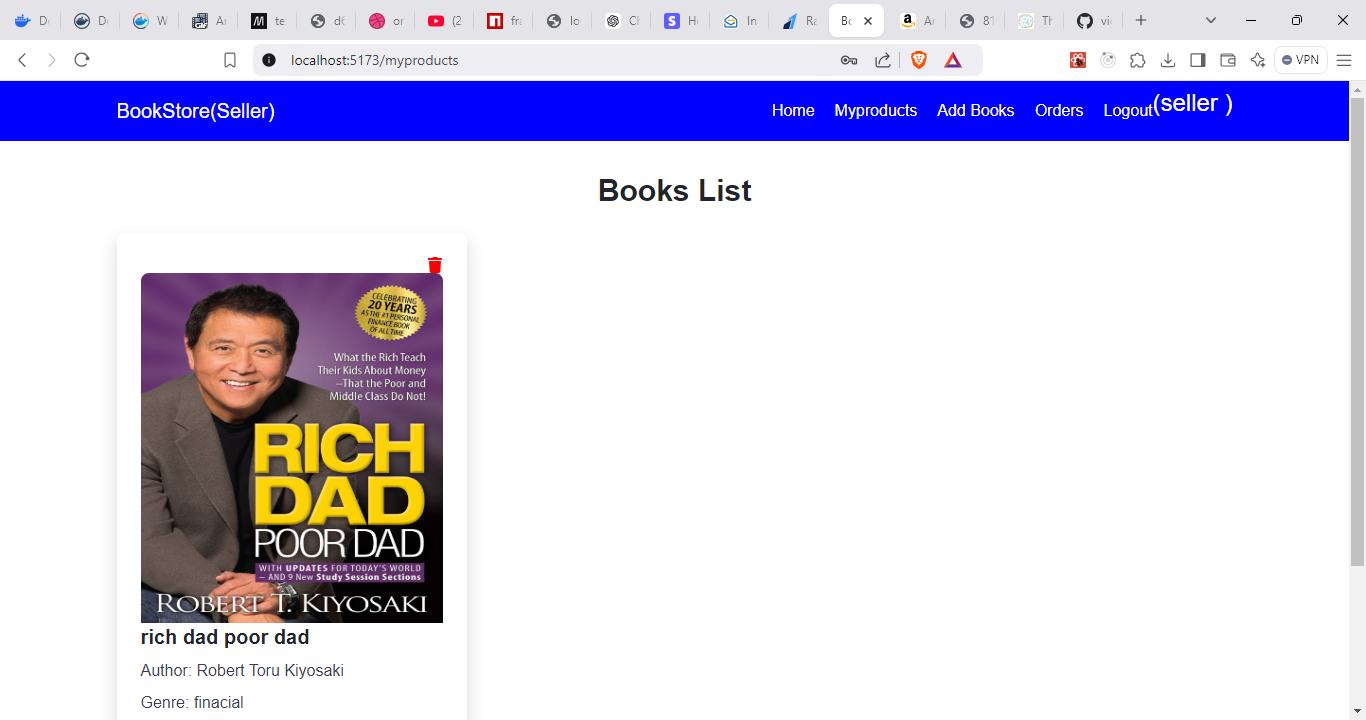 De
De
W
Ar
te
d6
or
(2
fra
lo
Cl
He
In
Ra
Bo
Ar
81
Th
vi
localhost:5173/myproducts
VPN
BookStore(Seller)
Home Myproducts Add Books Orders Logout(seller )
Books List
CELEBRATING
20 YEARS
AS THE #1 PERSONAL
FINANCE BOOK
OF ALL TIME
What the Rich Teach
Their Kids About Money
—That the Poor and
Middle Class Do Not!
RICH
DAD
POOR DAD
WITH UPDATES FOR TODAY'S WORLD
— AND 9 New Study Session Sections
ROBERT T. KIYOSAKI
rich dad poor dad
Author: Robert Toru Kiyosaki
Genre: finacial